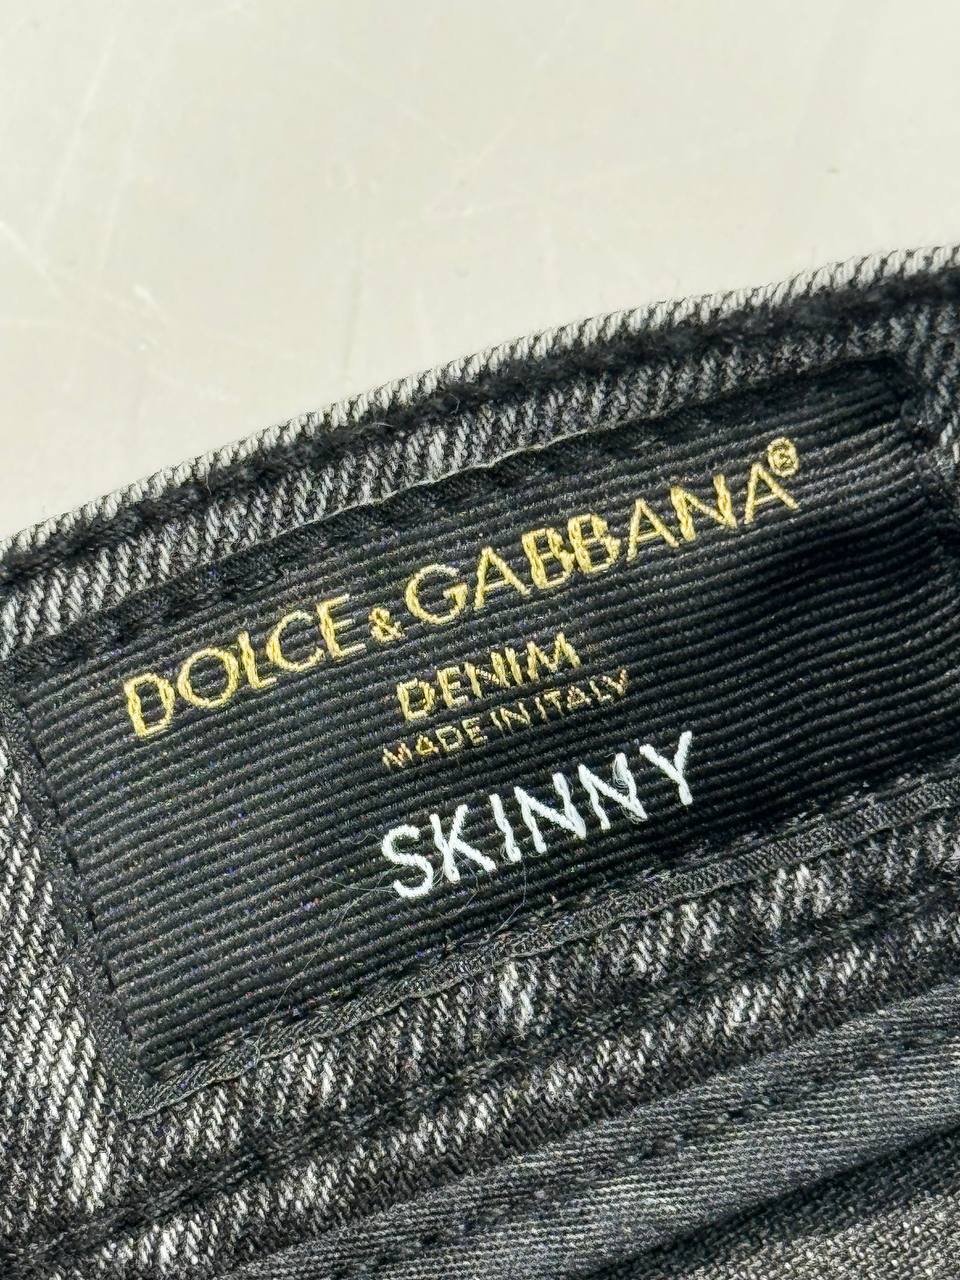 DOLCE & GABBANA®
DENIM
MADE IN ITALY
SKINNY